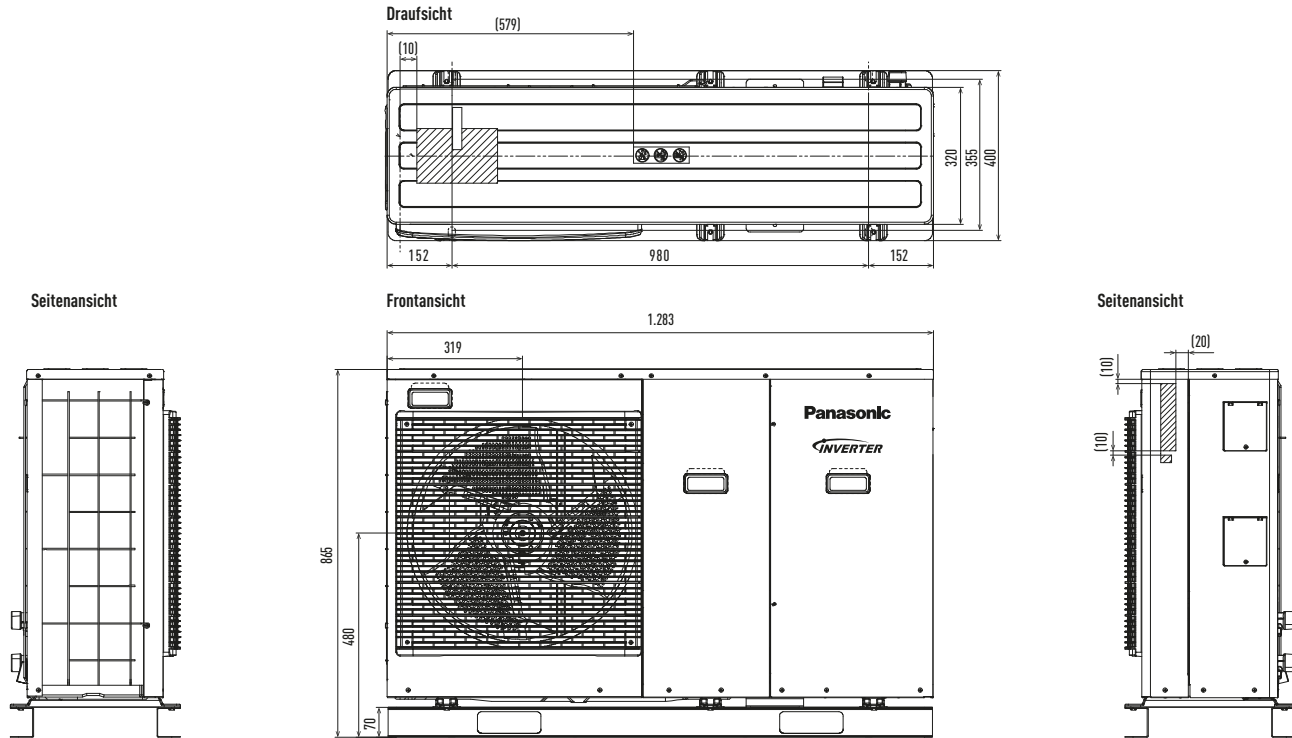 Draufsicht
(579)
(10)
320
355
400
152
980
152
Seitenansicht
Frontansicht
Seitenansicht
1.283
319
(20)
(10)
Panasonic
INVERTER
(10)
865
480
70